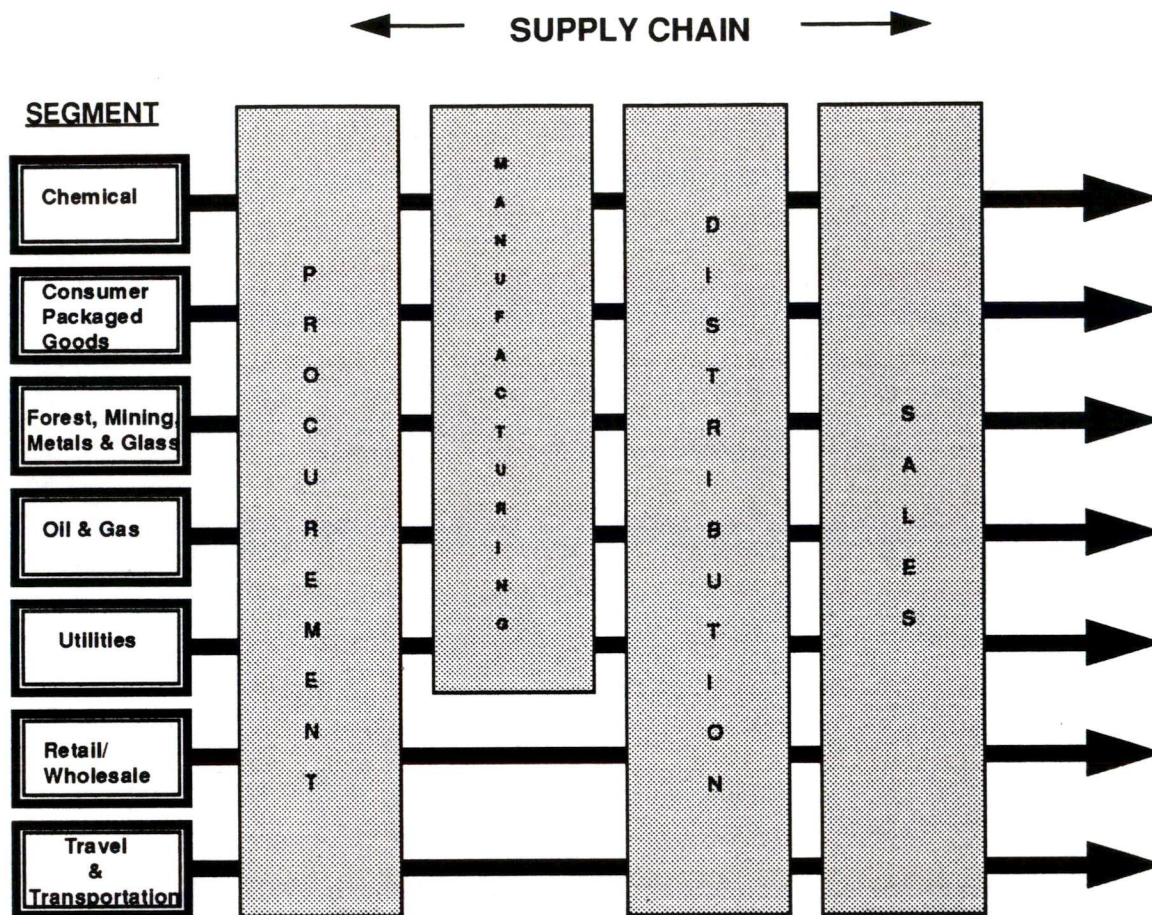 SUPPLY CHAIN
SEGMENT
Chemical
Consumer
Packaged
Goods
Forest, Mining,
Metals & Glass
Oil & Gas
Utilities
Retail/
Wholesale
Travel
&
Transportation
PROCUREMENT
MANUFACTURING
DISTRIBUTION
SALES